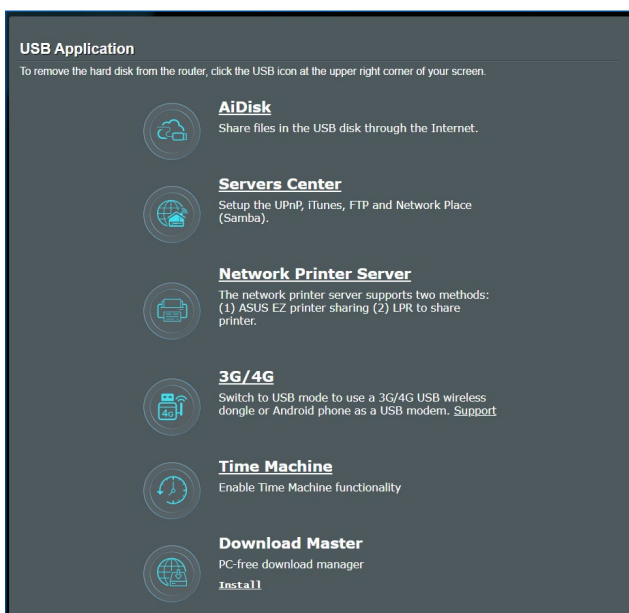 USB Application
To remove the hard disk from the router, click the USB icon at the upper right corner of your screen.
AiDisk
Share files in the USB disk through the Internet.
Servers Center
Setup the UPnP, iTunes, FTP and Network Place
(Samba).
Network Printer Server
The network printer server supports two methods:
(1) ASUS EZ printer sharing (2) LPR to share
printer.
4G
3G/4G
Switch to USB mode to use a 3G/4G USB wireless
dongle or Android phone as a USB modem. Support
Time Machine
Enable Time Machine functionality
Download Master
PC-free download manager
Install